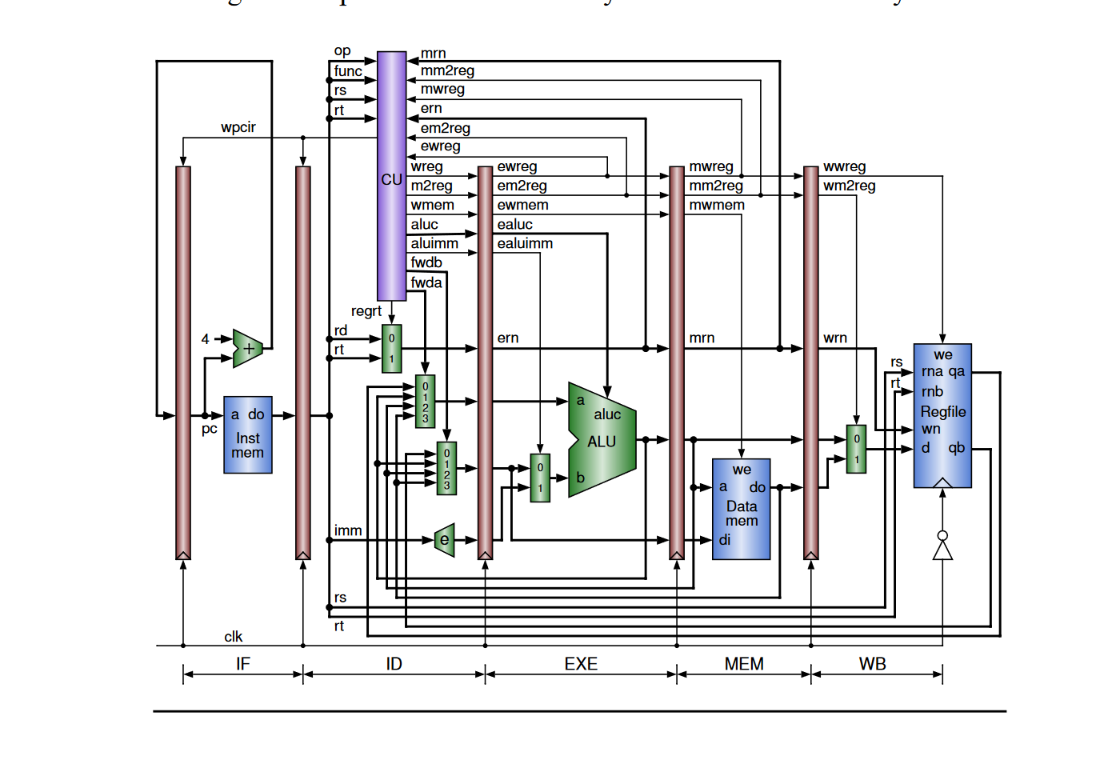 op
mrn
func
mm2reg
rs
mwreg
rt
ern
wpcir
em2reg
ewreg
CU
wreg
ewreg
mwreg
wwreg
m2reg
em2reg
mm2reg
wm2reg
wmem
ewmem
mwmem
aluc
ealuc
aluimm
ealuimm
fwdb
fwda
regrt
4
+
rd
rt
0
1
ern
mrn
wrn
pc
a do
Inst
mem
0
1
2
3
0
1
2
3
0
1
a
aluc
ALU
b
we
a do
Data
mem
di
0
1
rs
rt
we
rna qa
rnb
Regfile
wn
d qb
imm
e
rs
rt
clk
IF
ID
EXE
MEM
WB